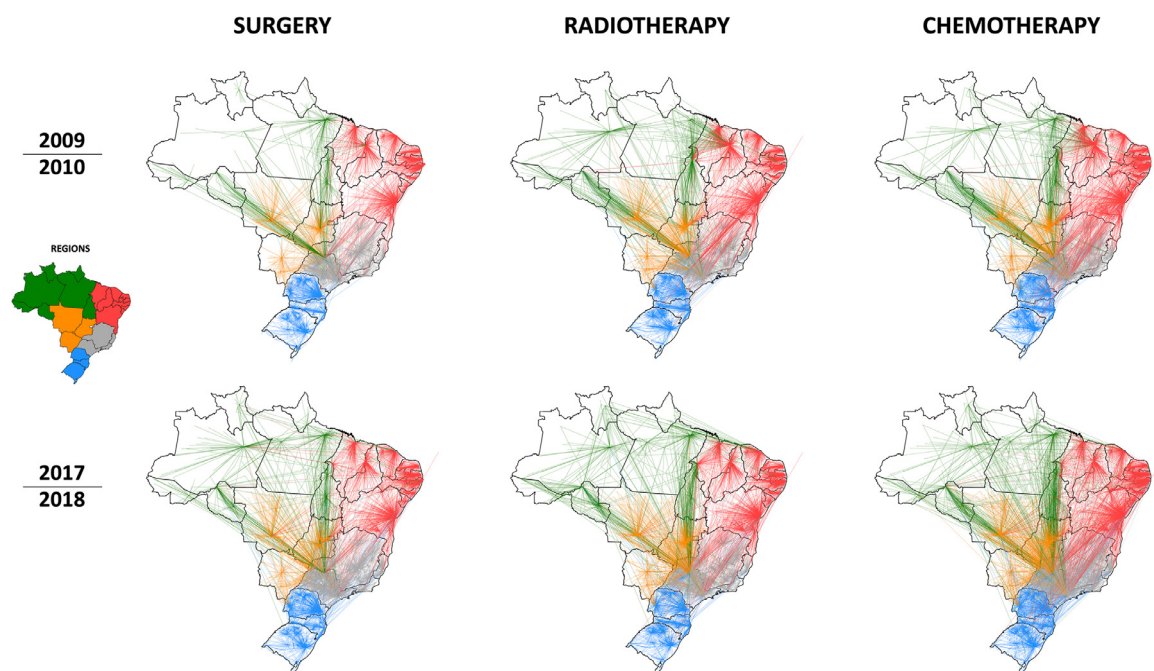 SURGERY
RADIOTHERAPY
CHEMOTHERAPY
2009
2010
REGIONS
2017
2018